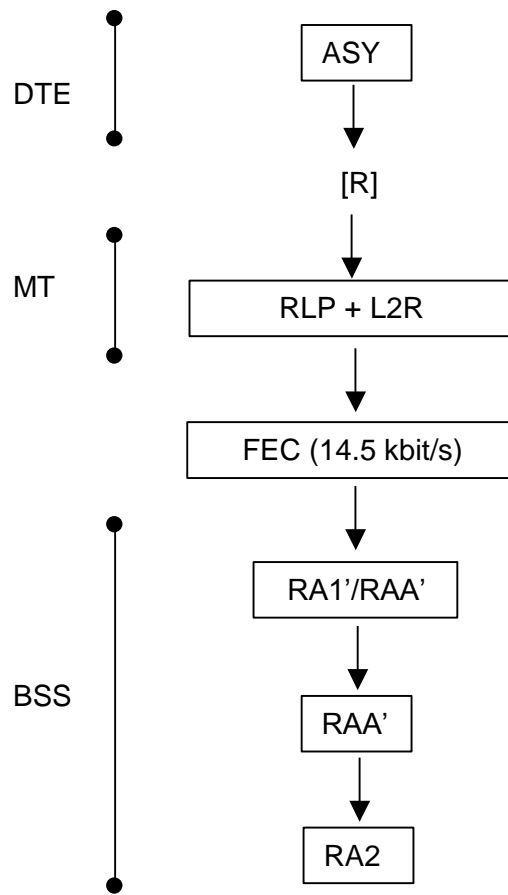 ASY
DTE
[R]
MT
RLP + L2R
FEC (14.5 kbit/s)
RA1’/RAA’
BSS
RAA’
RA2